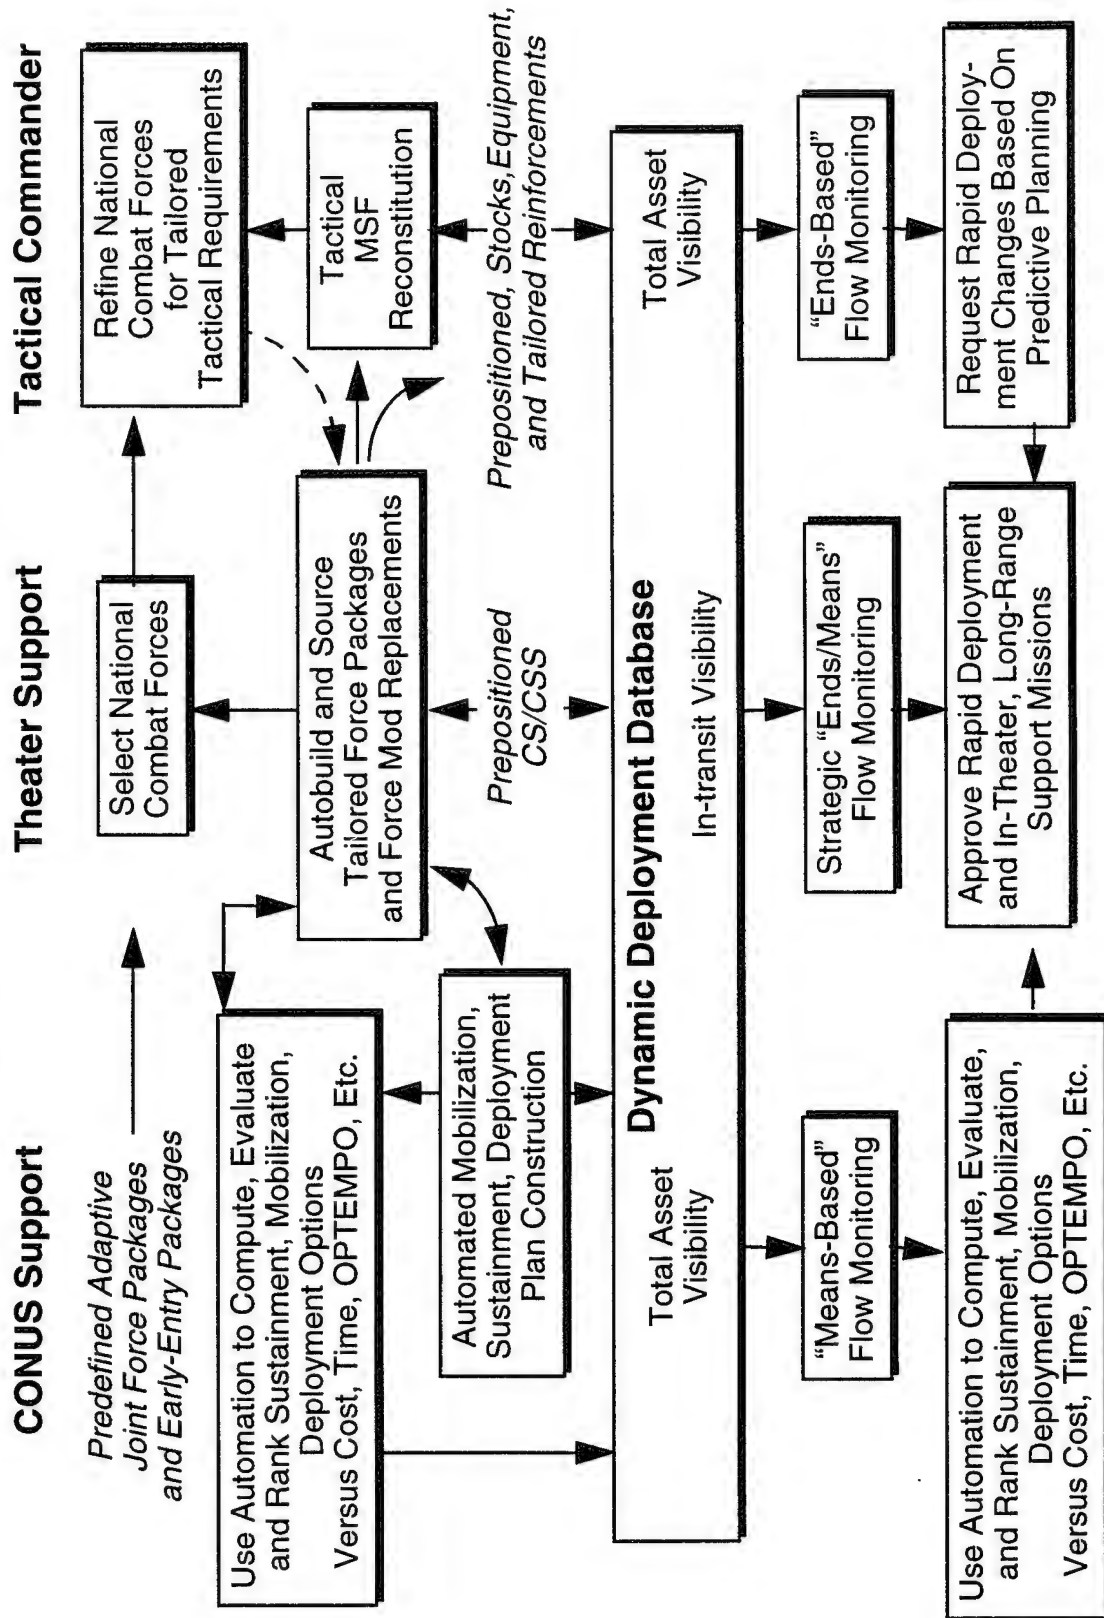 CONUS Support
Theater Support
Tactical Commander
Predefined Adaptive
Joint Force Packages
and Early-Entry Packages
Select National
Combat Forces
Refine National
Combat Forces
for Tailored
Tactical Requirements
Use Automation to Compute, Evaluate
and Rank Sustainment, Mobilization,
Deployment Options
Versus Cost, Time, OPTEMPO, Etc.
Autobuild and Source
Tailored Force Packages
and Force Mod Replacements
Tactical
MSF
Reconstitution
Automated Mobilization,
Sustainment, Deployment
Plan Construction
Prepositioned
CS/CSS
Prepositioned, Stocks,Equipment,
and Tailored Reinforcements
Dynamic Deployment Database
Total Asset
Visibility
In-transit Visibility
Total Asset
Visibility
“Means-Based”
Flow Monitoring
Strategic “Ends/Means”
Flow Monitoring
“Ends-Based”
Flow Monitoring
Use Automation to Compute, Evaluate,
and Rank Sustainment, Mobilization,
Deployment Options
Versus Cost, Time, OPTEMPO, Etc.
Approve Rapid Deployment
and In-Theater, Long-Range
Support Missions
Request Rapid Deploy-
ment Changes Based On
Predictive Planning